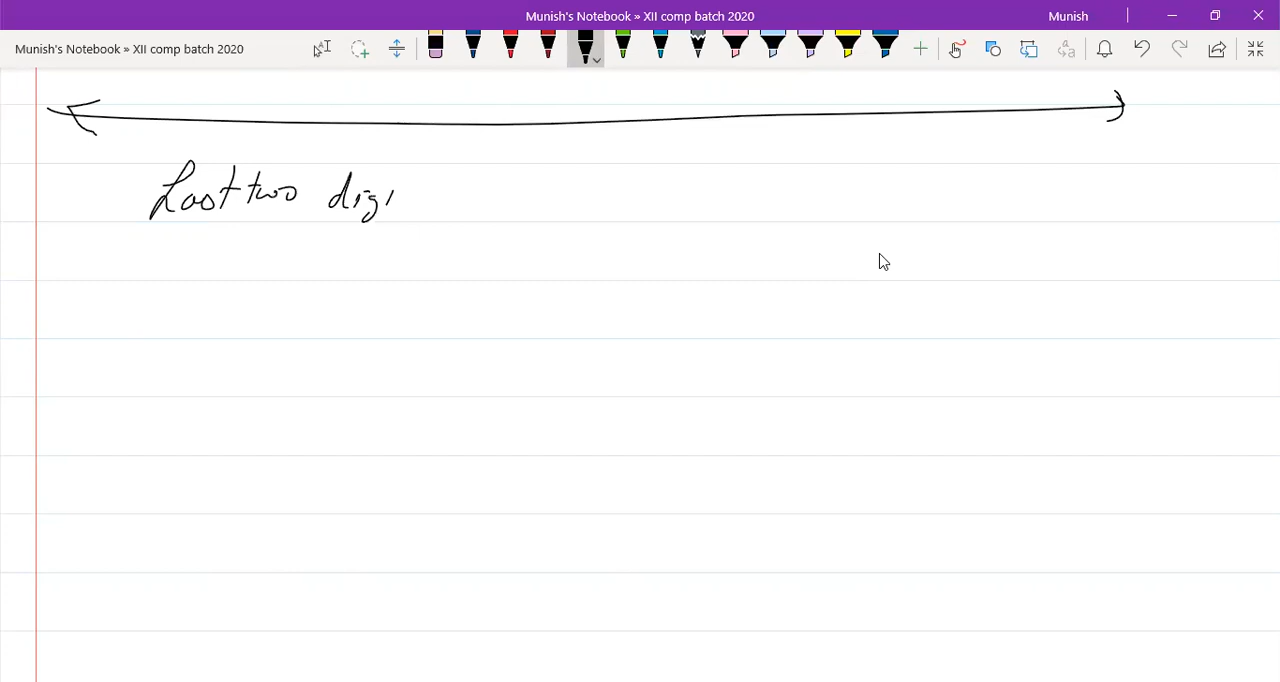 Munish's Notebook » XII comp batch 2020
Munish
Munish's Notebook » XII comp batch 2020
Last two digi